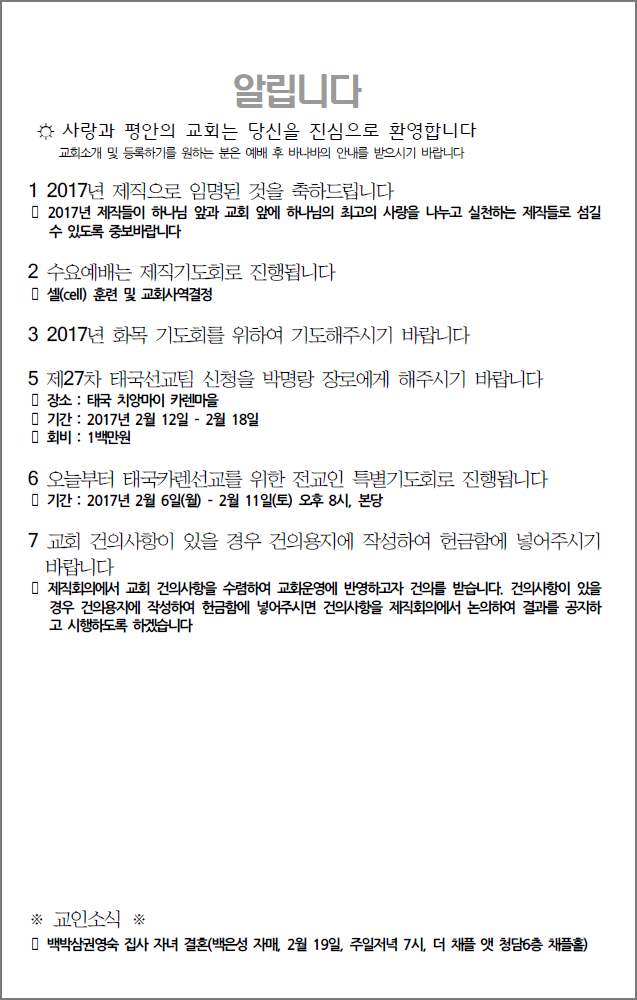 알립니다
☼ 사랑과 평안의 교회는 당신을 진심으로 환영합니다
교회소개 및 등록하기를 원하는 분은 예배 후 바나바의 안내를 받으시기 바랍니다
1 2017년 제직으로 임명된 것을 축하드립니다
▯ 2017년 제직들이 하나님 앞과 교회 앞에 하나님의 최고의 사랑을 나누고 실천하는 제직들로 섬길
수 있도록 중보바랍니다
2 수요예배는 제직기도회로 진행됩니다
▯ 셀(cell) 훈련 및 교회사역결정
3 2017년 화목 기도회를 위하여 기도해주시기 바랍니다
5 제27차 태국선교팀 신청을 박명랑 장로에게 해주시기 바랍니다
▯ 장소 : 태국 치앙마이 카렌마을
▯ 기간 : 2017년 2월 12일 - 2월 18일
▯ 회비 : 1백만원
6 오늘부터 태국카렌선교를 위한 전교인 특별기도회로 진행됩니다
▯ 기간 : 2017년 2월 6일(월) - 2월 11일(토) 오후 8시, 본당
7 교회 건의사항이 있을 경우 건의용지에 작성하여 헌금함에 넣어주시기
바랍니다
▯ 제직회의에서 교회 건의사항을 수렴하여 교회운영에 반영하고자 건의를 받습니다. 건의사항이 있을
경우 건의용지에 작성하여 헌금함에 넣어주시면 건의사항을 제직회의에서 논의하여 결과를 공지하
고 시행하도록 하겠습니다
※ 교인소식 ※
▯ 백박삼권영숙 집사 자녀 결혼(백은성 자매, 2월 19일, 주일저녁 7시, 더 채플 앳 청담6층 채플홀)